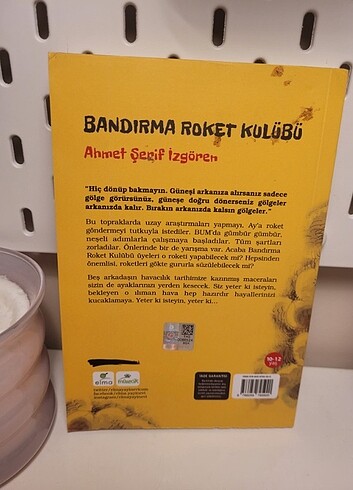 BANDIRMA ROKET KULÜBÜ
Ahmet Şerif İzgören
"Hiç dönüp bakmayın. Güneşi arkanıza alırsanız sadece
gölge görürsünüz, güneşe doğru dönerseniz gölgeler
arkanızda kalır. Bırakın arkanızda kalsın gölgeler."
Bu topraklarda uzay araştırmaları yapmayı, Ay'a roket
göndermeyi tutkuyla istediler. BUM'da gümbür gümbür,
neşeli adımlarla çalışmaya başladılar. Tüm şartları
zorladılar. Önlerinde bir de yarışma var. Acaba Bandırma
Roket Kulübü üyeleri o roketi yapabilecek mi? Hepsinden
önemlisi, roketleri gökte gururla süzülebilecek mi?
Beş arkadaşın havacılık tarihimize kazınmış maceraları
sizin de ayaklarınızı yerden kesecek. Siz yeter ki isteyin,
bekleyen o ılıman hava hep hazırdır hayallerinizi
kucaklamaya. Yeter ki isteyin, yeter ki...
10-12
yaş
elma